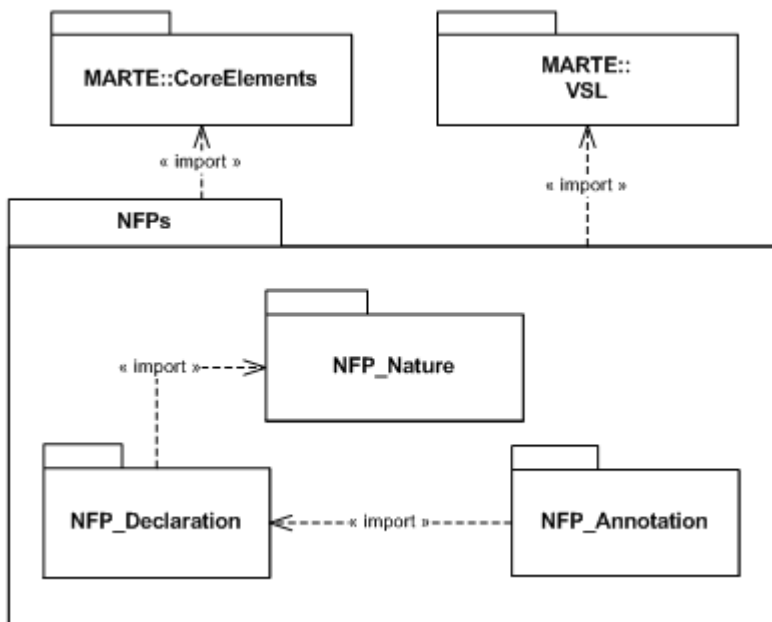 MARTE::CoreElements
MARTE::
VSL
« import »
« import »
NFPs
NFP_Nature
« import »
NFP_Declaration
« import »
NFP_Annotation